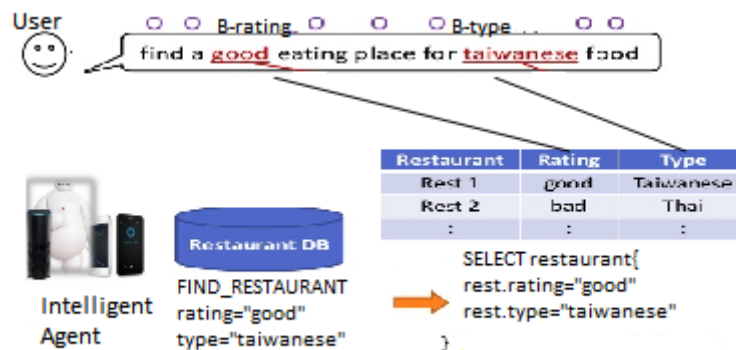 User
O O B-rating O O O B-type O O
find a good eating place for taiwanese food
Restaurant Rating Type
Rest 1 good Taiwanese
Rest 2 bad Thai
: : :
Restaurant DB
Intelligent
Agent
FIND_RESTAURANT
rating="good"
type="taiwanese"
SELECT restaurant{
rest.rating="good"
rest.type="taiwanese"
}